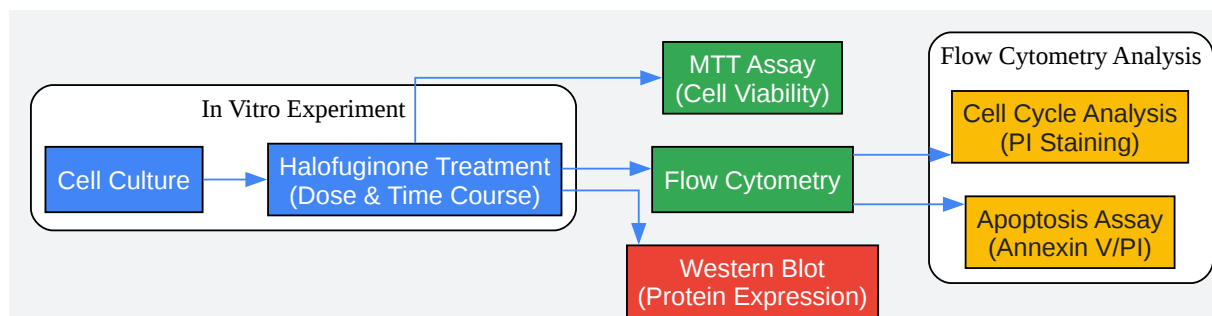 In Vitro Experiment
Cell Culture
Halofuginone Treatment
(Dose & Time Course)
MTT Assay
(Cell Viability)
Flow Cytometry
Western Blot
(Protein Expression)
Flow Cytometry Analysis
Cell Cycle Analysis
(PI Staining)
Apoptosis Assay
(Annexin V/PI)